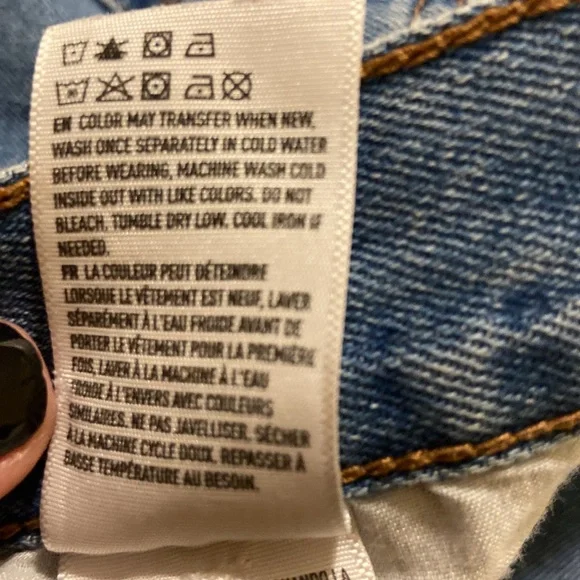 EN COLOR MAY TRANSFER WHEN NEW.
WASH ONCE SEPARATELY IN COLD WATER
BEFORE WEARING, MACHINE WASH COLD
INSIDE OUT WITH LIKE COLORS. DO NOT
BLEACH, TUMBLE DRY LOW, COOL IRON IF
NEEDED.
FR LA COULEUR PEUT DÉTEINDRE
LORSQUE LE VÊTEMENT EST NEUF, LAVER
SÉPARÉMENT À L'EAU FROIDE AVANT DE
PORTER LE VÊTEMENT POUR LA PREMIÈRE
FOIS, LAVER À LA MACHINE À L'EAU
FROIDE À L'ENVERS AVEC COULEURS
SIMILAIRES. NE PAS JAVELLISER. SÉCHER
À LA MACHINE CYCLE DOUX. REPASSER À
BASSE TEMPÉRATURE AU BESOIN.
LA